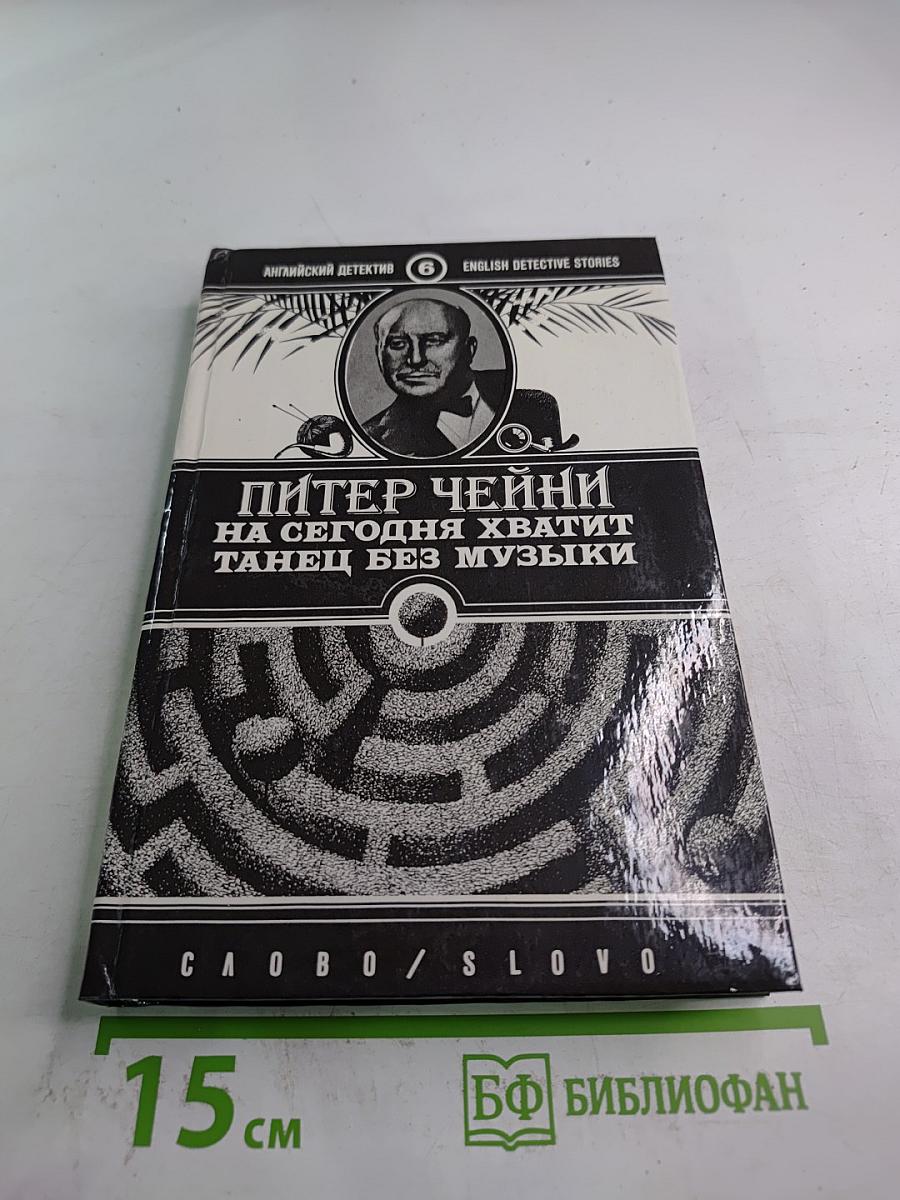 АНГЛИЙСКИЙ ДЕТЕКТИВ 6 ENGLISH DETECTIVE STORIES
ПИТЕР ЧЕЙНИ
НА СЕГОДНЯ ХВАТИТ
ТАНЕЦ БЕЗ МУЗЫКИ
СЛОВО / SLOVO
15 см
БФ БИБЛИОФАН